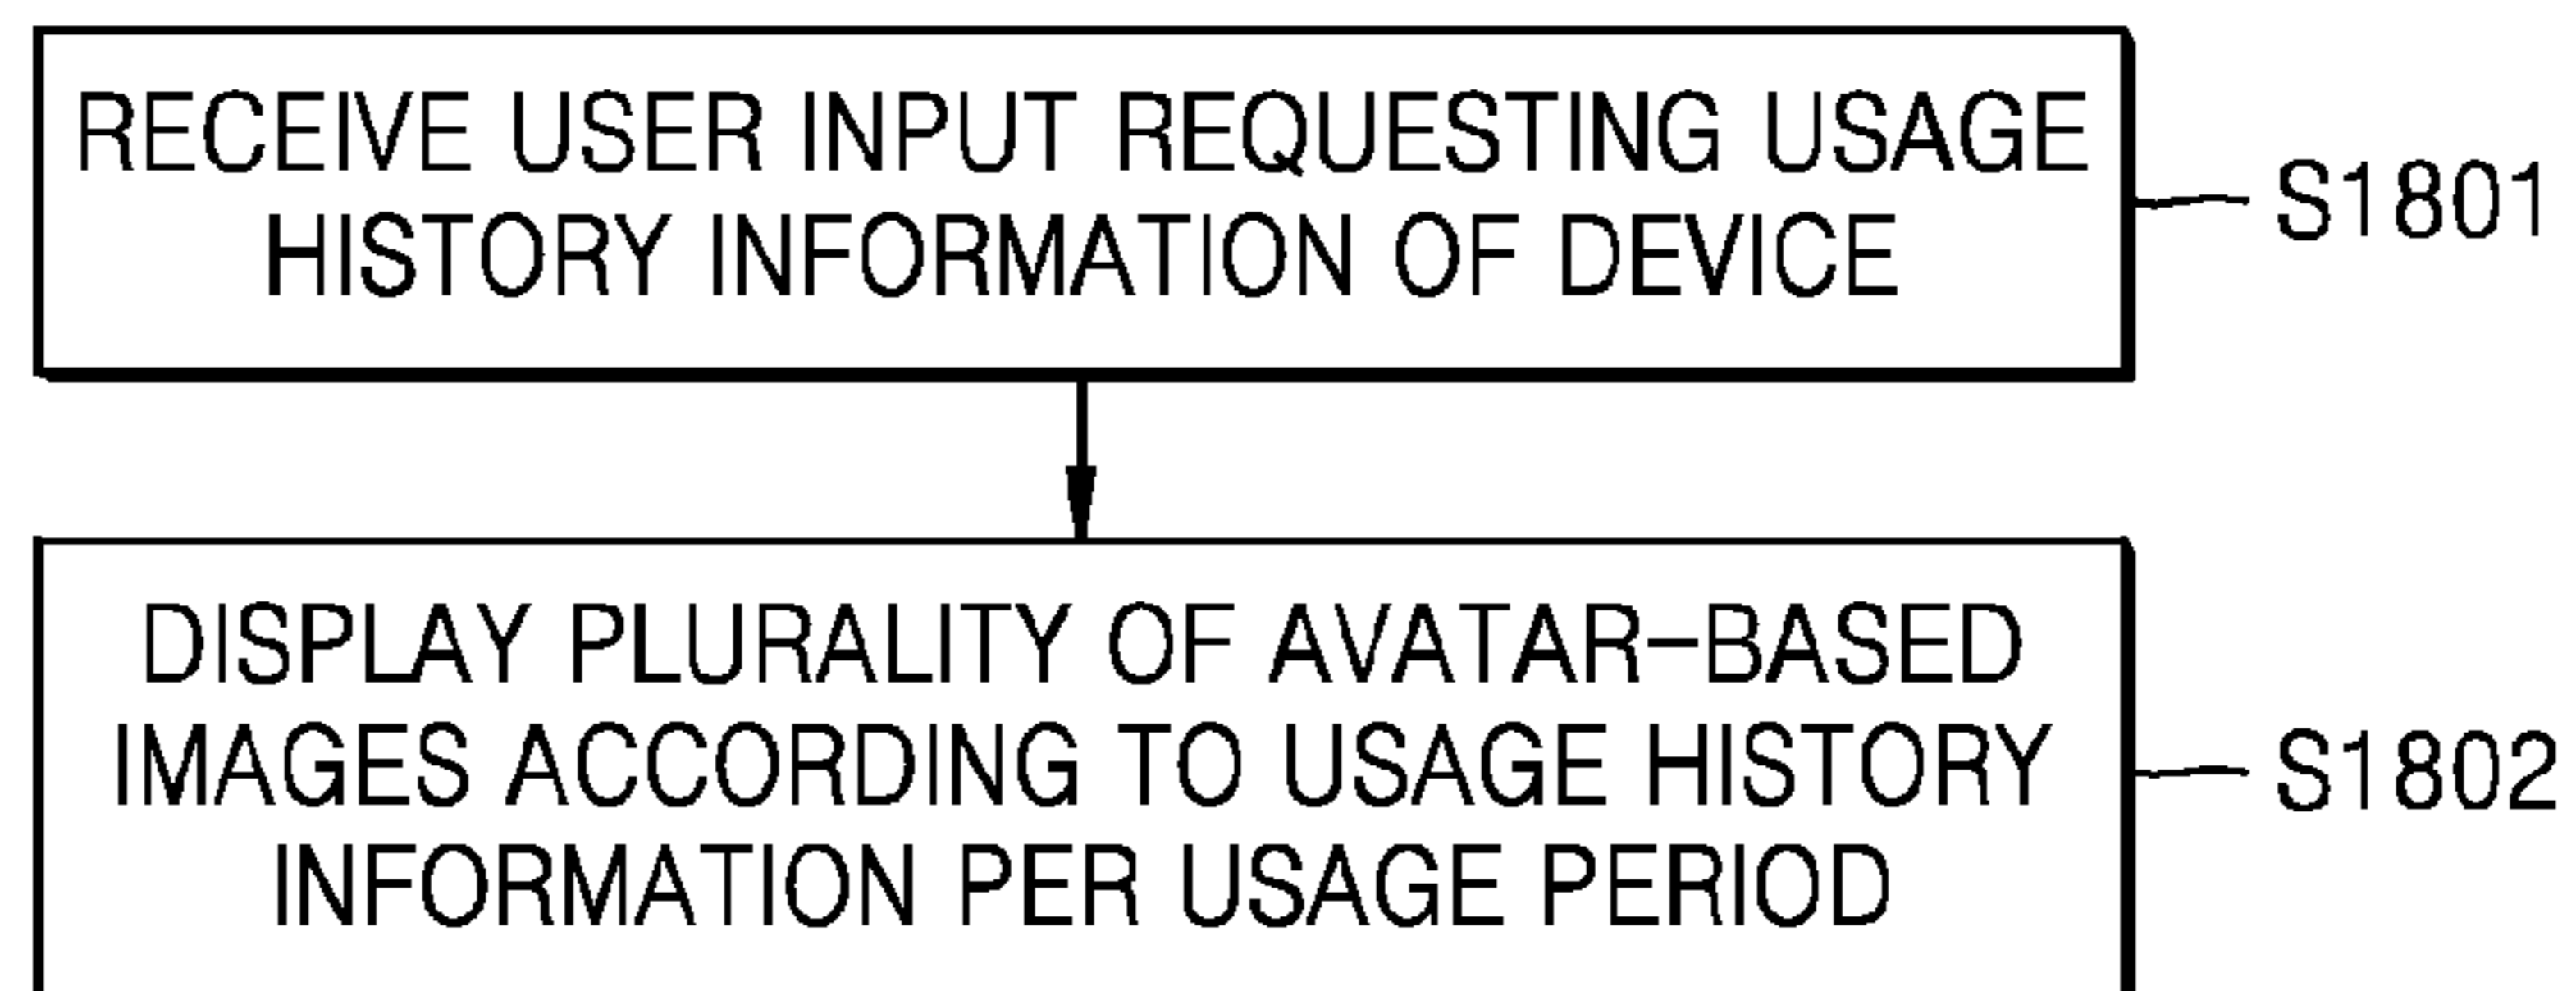 RECEIVE USER INPUT REQUESTING USAGE
HISTORY INFORMATION OF DEVICE
S1801
DISPLAY PLURALITY OF AVATAR-BASED
IMAGES ACCORDING TO USAGE HISTORY
INFORMATION PER USAGE PERIOD
S1802